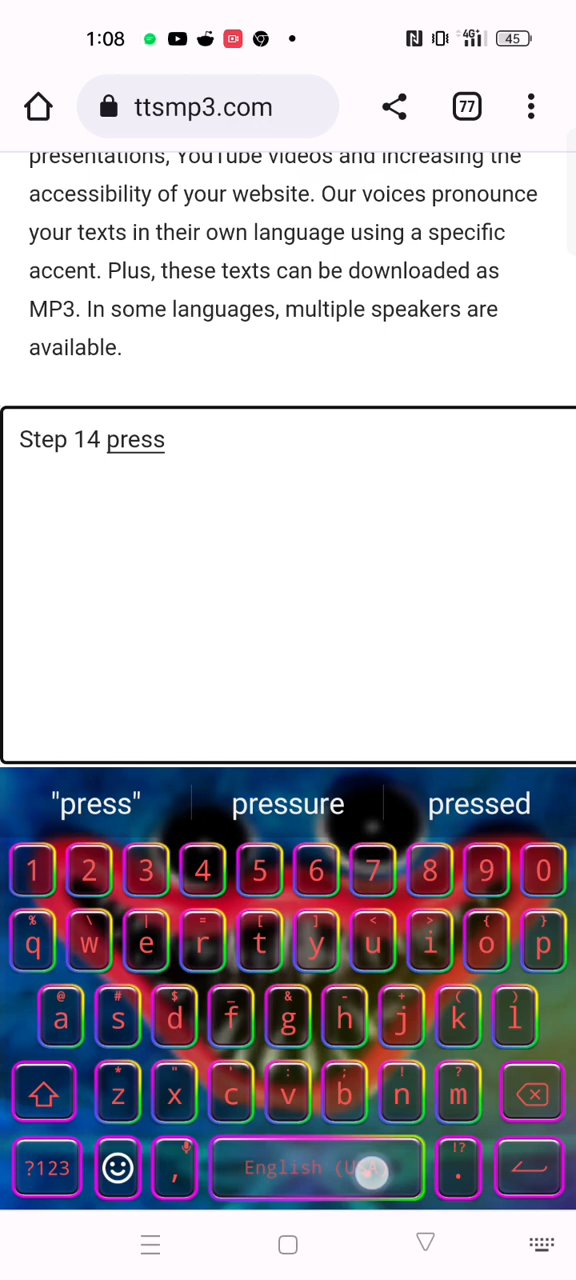 1:08
4G+
45
ttsmp3.com
77
presentations, YouTube videos and increasing the
accessibility of your website. Our voices pronounce
your texts in their own language using a specific
accent. Plus, these texts can be downloaded as
MP3. In some languages, multiple speakers are
available.
Step 14 press
"press" pressure pressed
1 2 3 4 5 6 7 8 9 0
% \ | = [ ] < > { }
q w e r t y u i o p
@ # $ _ & - + ( )
a s d f g h j k l
* " ' : ; ! ?
z x c v b n m
!?
?123 , English (USA) .